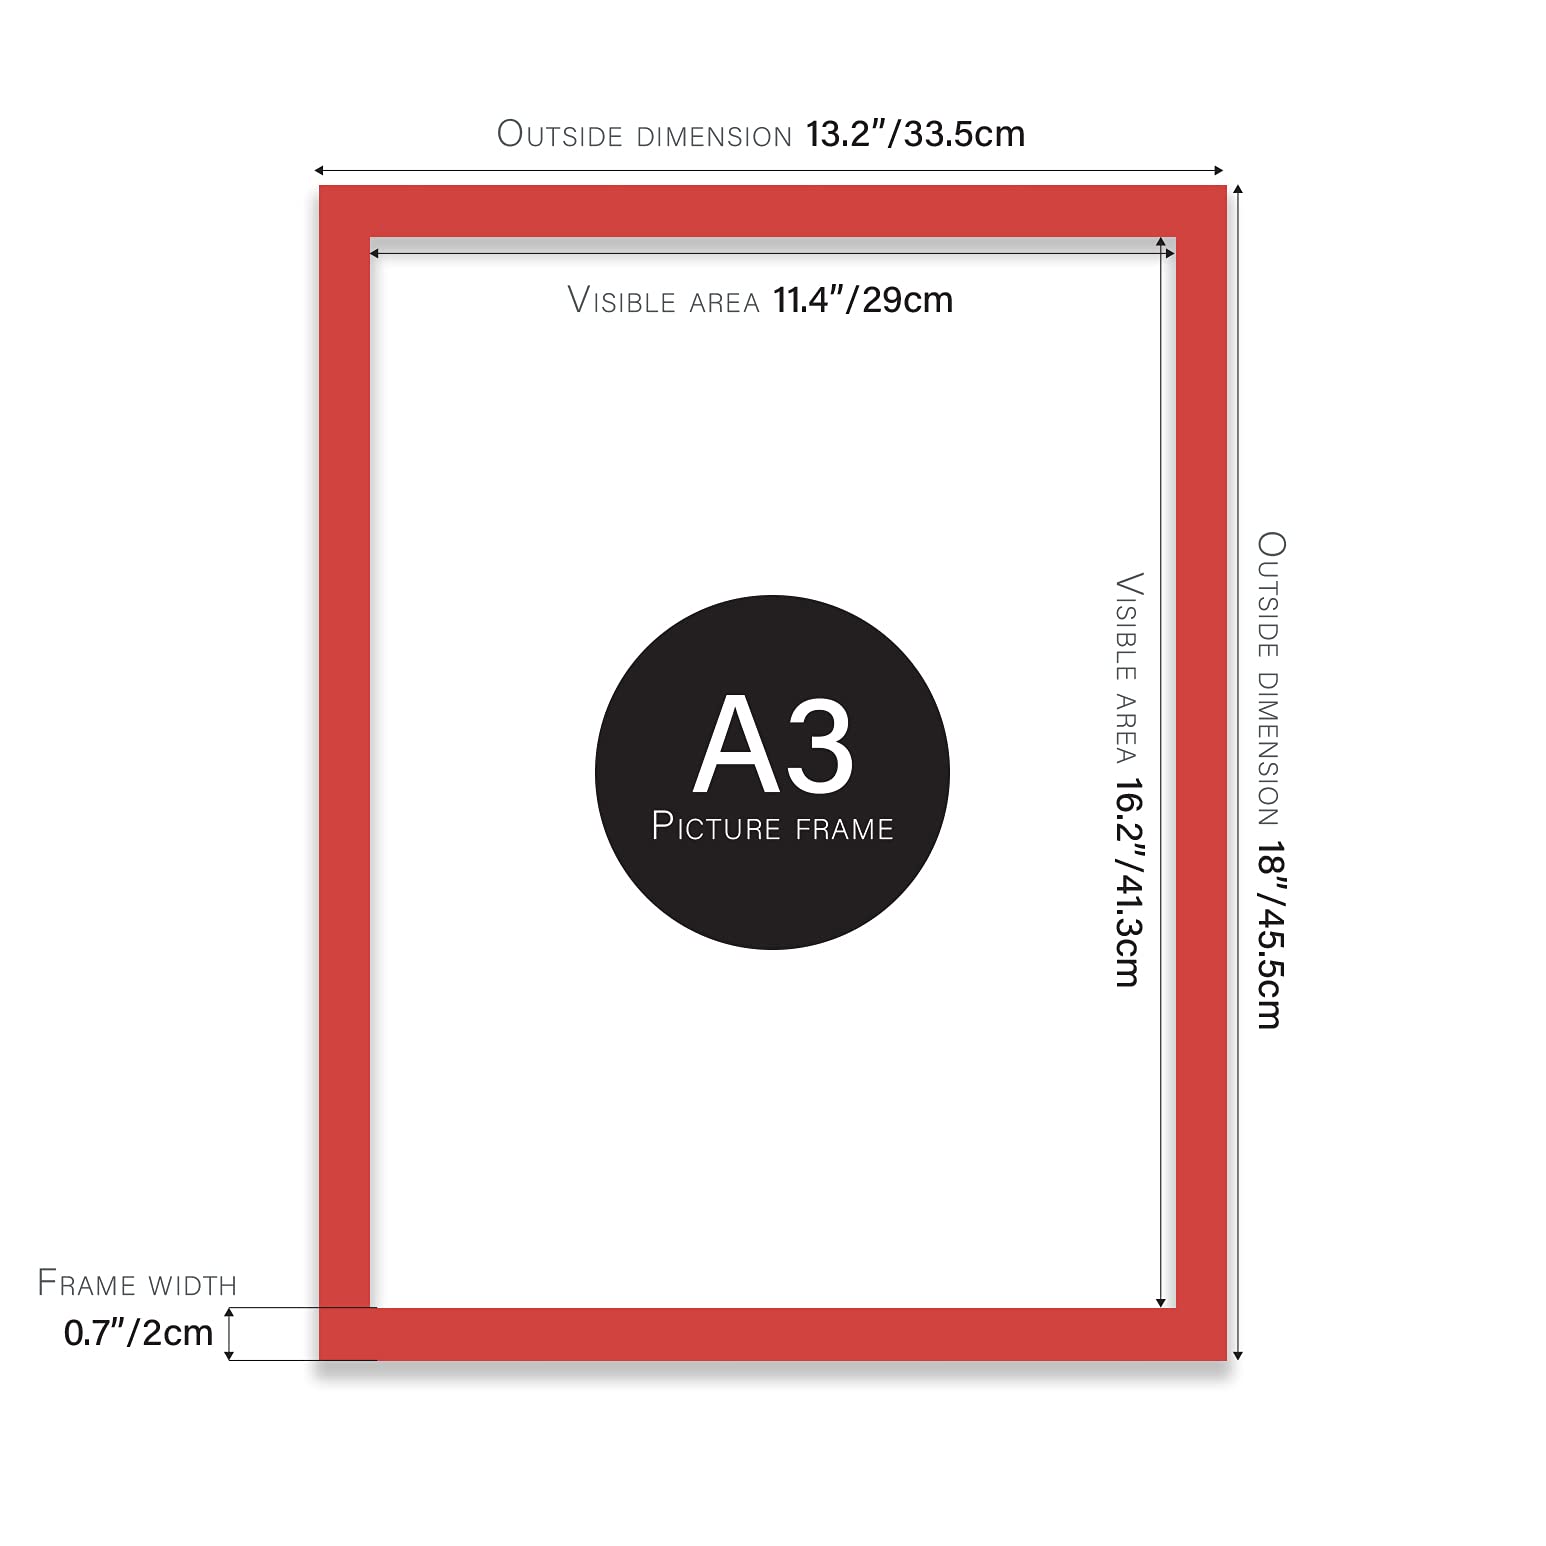 Outside dimension 13.2"/33.5cm
Visible area 11.4"/29cm
Visible area 16.2"/41.3cm
Outside dimension 18"/45.5cm
A3
Picture frame
Frame width
0.7"/2cm